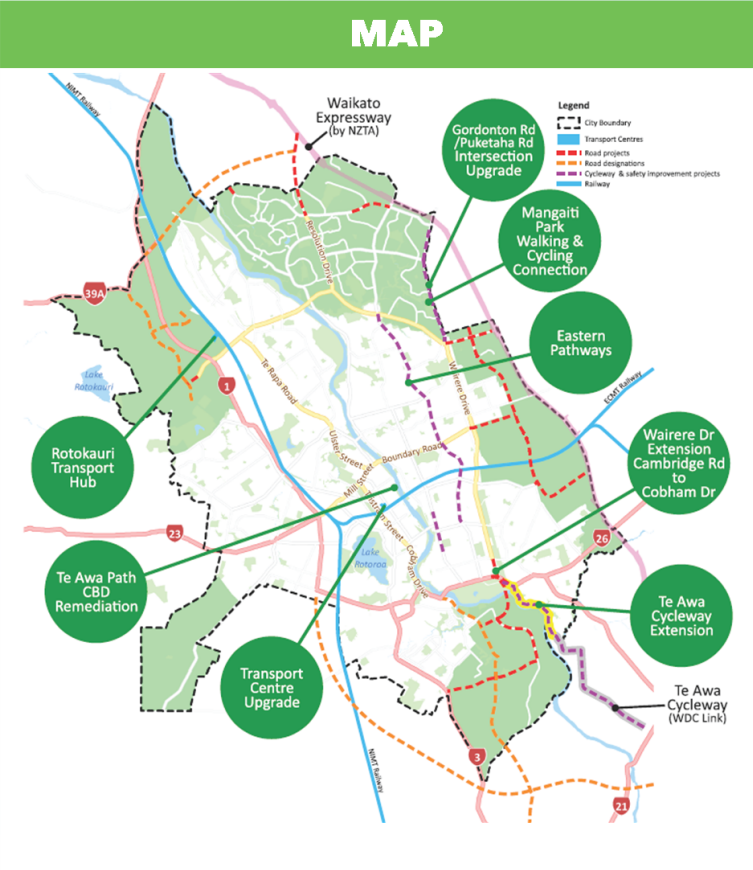 MAP
NIMT Railway
Waikato
Expressway
(by NZTA)
Gordonton Rd
/Puketaha Rd
Intersection
Upgrade
Legend
City Boundary
Transport Centres
Road projects
Road designations
Cycleway & safety improvement projects
Railway
Mangaiti
Park
Walking &
Cycling
Connection
Resolution Drive
39A
Eastern
Pathways
Lake
Rotokauri
1
Te Rapa Road
Wairere Drive
ECMT Railway
Rotokauri
Transport
Hub
Ulster Street
Boundary Road
Mill Street
Wairere Dr
Extension
Cambridge Rd
to
Cobham Dr
23
Tristram Street
26
Lake
Rotoroa
Cobham Drive
Te Awa Path
CBD
Remediation
Te Awa
Cycleway
Extension
Transport
Centre
Upgrade
Te Awa
Cycleway
(WDC Link)
NIMT Railway
3
21